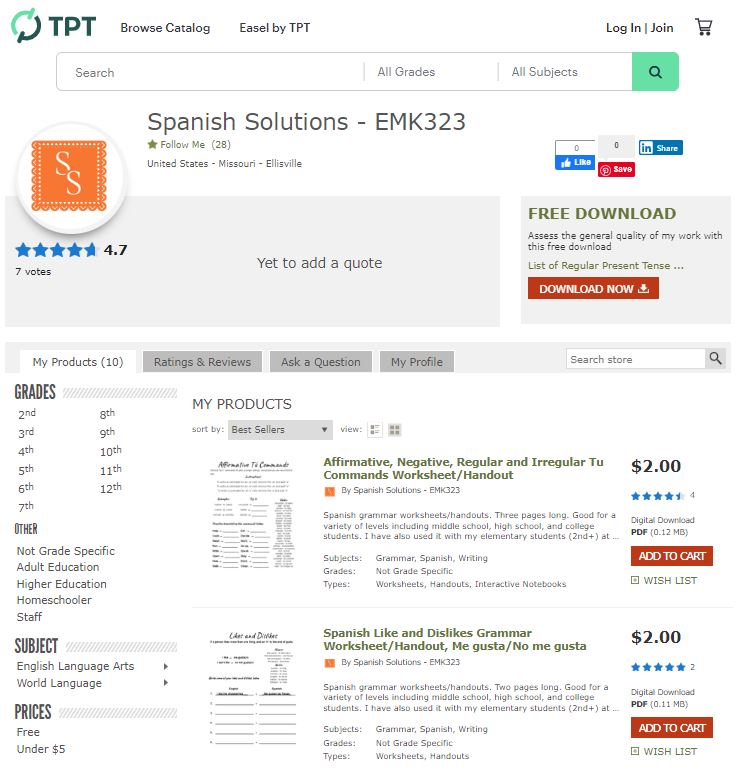 TPT
Browse Catalog
Easel by TPT
Log In | Join
Search
All Grades
All Subjects
Spanish Solutions - EMK323
Follow Me (28)
United States - Missouri - Ellisville
0
Like
0
Save
Share
S
S
4.7
7 votes
Yet to add a quote
FREE DOWNLOAD
Assess the general quality of my work with
this free download
List of Regular Present Tense ...
DOWNLOAD NOW
My Products (10)
Ratings & Reviews
Ask a Question
My Profile
Search store
GRADES
2nd
8th
3rd
9th
4th
10th
5th
11th
6th
12th
7th
OTHER
Not Grade Specific
Adult Education
Higher Education
Homeschooler
Staff
SUBJECT
English Language Arts
World Language
PRICES
Free
Under $5
MY PRODUCTS
sort by: Best Sellers view:
Affirmative Tú Commands
Affirmative, Negative, Regular and Irregular Tu
Commands Worksheet/Handout
By Spanish Solutions - EMK323
Spanish grammar worksheets/handouts. Three pages long. Good for a
variety of levels including middle school, high school, and college
students. I have also used it with my elementary students (2nd+) at ...
Subjects: Grammar, Spanish, Writing
Grades: Not Grade Specific
Types: Worksheets, Handouts, Interactive Notebooks
$2.00
4
Digital Download
PDF (0.12 MB)
ADD TO CART
WISH LIST
Likes and Dislikes
Spanish Like and Dislikes Grammar
Worksheet/Handout, Me gusta/No me gusta
By Spanish Solutions - EMK323
Spanish grammar worksheets/handouts. Two pages long. Good for a
variety of levels including middle school, high school, and college
students. I have also used it with my elementary students (2nd+) at ...
Subjects: Grammar, Spanish, Writing
Grades: Not Grade Specific
Types: Worksheets, Handouts, Homework
$2.00
2
Digital Download
PDF (0.11 MB)
ADD TO CART
WISH LIST